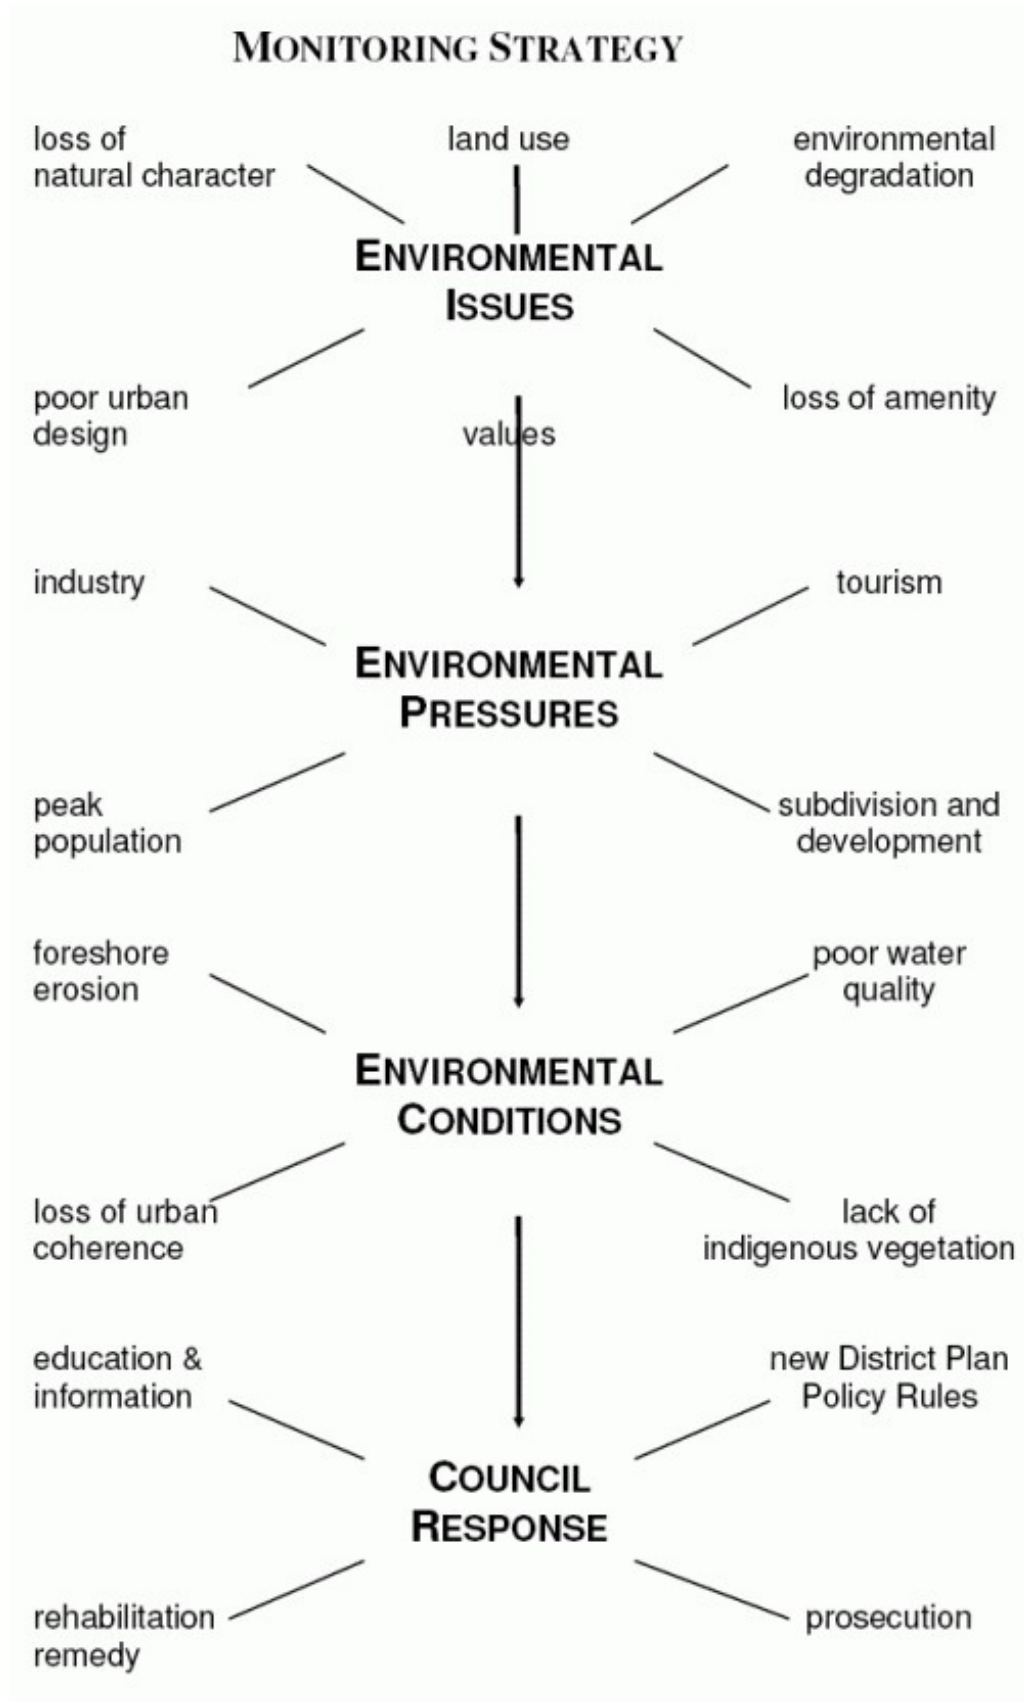 MONITORING STRATEGY
loss of land use environmental
natural character degradation
ENVIRONMENTAL
ISSUES
poor urban loss of amenity
design values
industry tourism
ENVIRONMENTAL
PRESSURES
peak subdivision and
population development
foreshore poor water
erosion quality
ENVIRONMENTAL
CONDITIONS
loss of urban lack of
coherence indigenous vegetation
education & new District Plan
information Policy Rules
COUNCIL
RESPONSE
rehabilitation prosecution
remedy